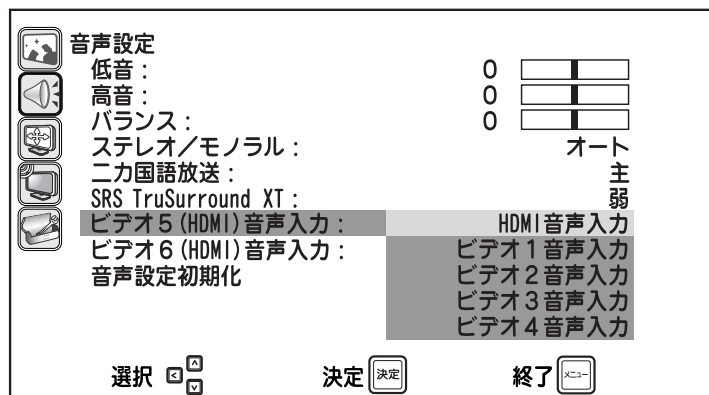 音声設定
低音： 0
高音： 0
バランス： 0
ステレオ／モノラル： オート
二カ国語放送： 主
SRS TruSurround XT： 弱
ビデオ５(HDMI)音声入力： HDMI音声入力
ビデオ６(HDMI)音声入力： ビデオ１音声入力
音声設定初期化 ビデオ２音声入力
ビデオ３音声入力
ビデオ４音声入力
選択 決定 決定 終了 メニュー